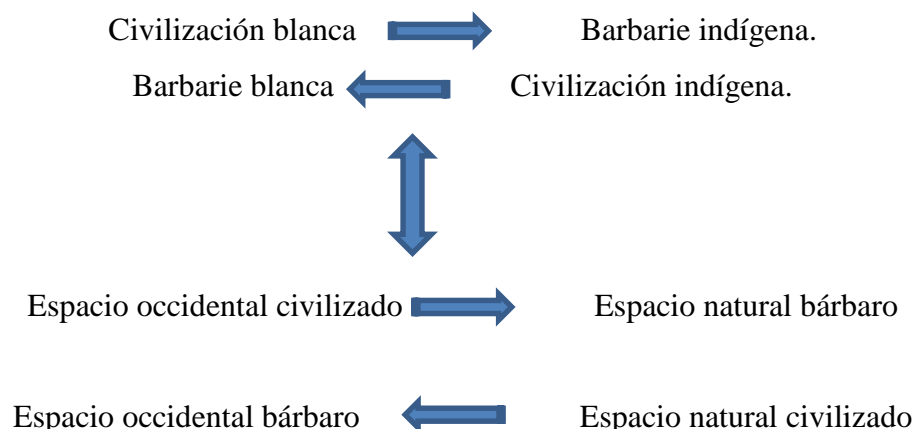 Civilización blanca Barbarie indígena.
Barbarie blanca Civilización indígena.
Espacio occidental civilizado Espacio natural bárbaro
Espacio occidental bárbaro Espacio natural civilizado